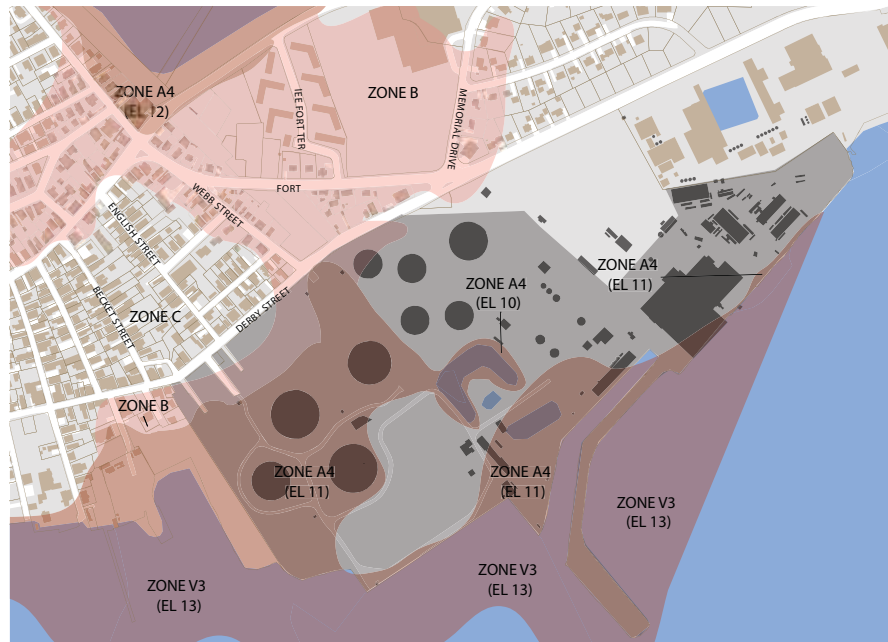 ZONE A4
(EL 12)
IEE FORT TER
ZONE B
MEMORIAL DRIVE
FORT
WEBB STREET
ENGLISH STREET
BECKET STREET
ZONE C
DERBY STREET
ZONE A4
(EL 10)
ZONE A4
(EL 11)
ZONE B
ZONE A4
(EL 11)
ZONE A4
(EL 11)
ZONE V3
(EL 13)
ZONE V3
(EL 13)
ZONE V3
(EL 13)